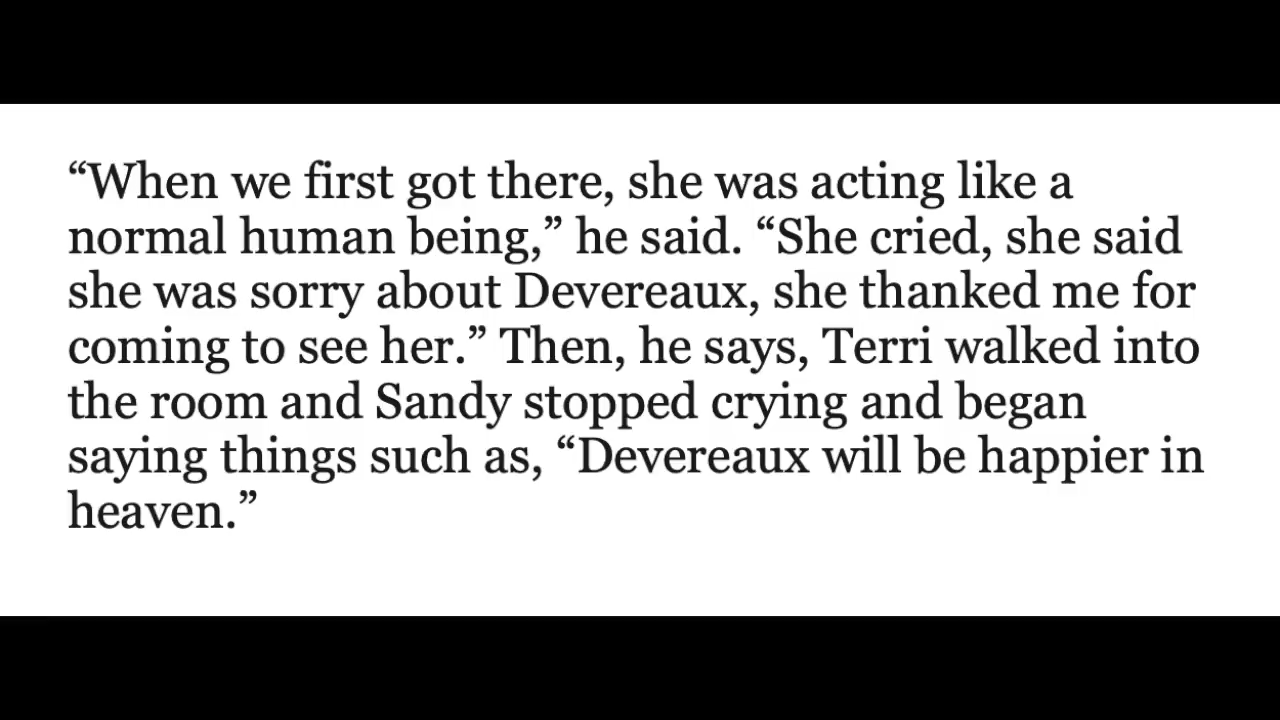 “When we first got there, she was acting like a
normal human being,” he said. “She cried, she said
she was sorry about Devereaux, she thanked me for
coming to see her.” Then, he says, Terri walked into
the room and Sandy stopped crying and began
saying things such as, “Devereaux will be happier in
heaven.”